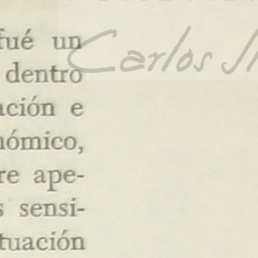 fué un
dentro
ación e
nómico,
re ape-
s sensi-
tuación
Carlos